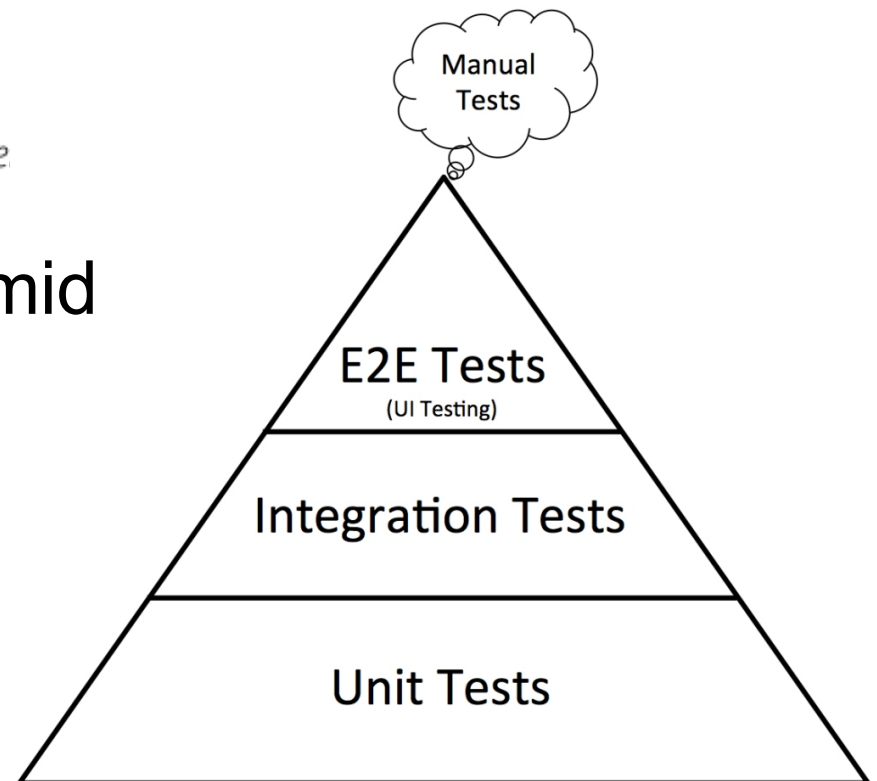 Manual
Tests
e
mid
E2E Tests
(UI Testing)
Integration Tests
Unit Tests